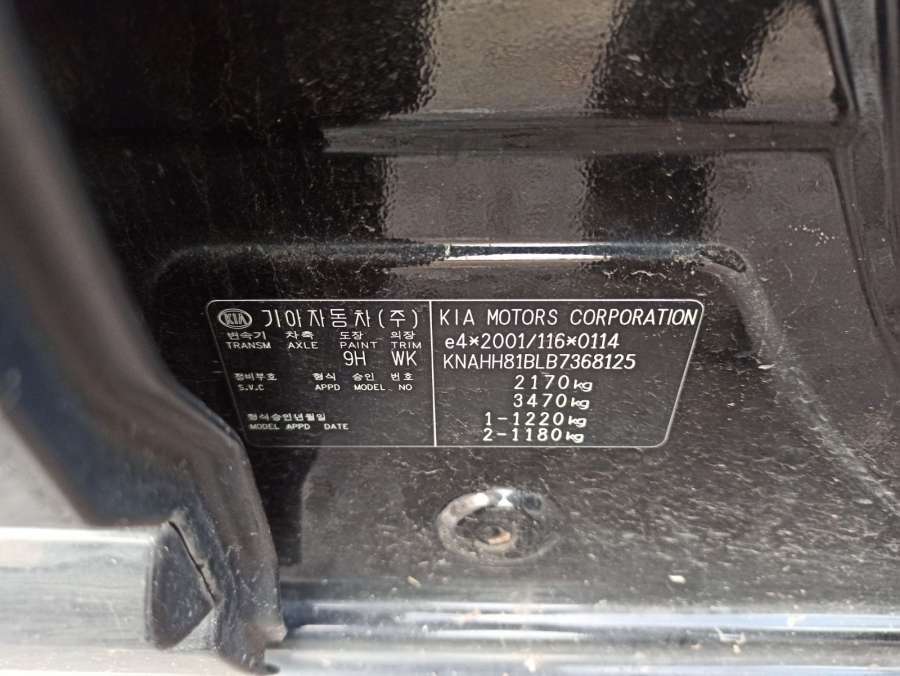 KIA 기아자동차(주)
변속기 차축 도장 의장
TRANSM AXLE PAINT TRIM
9H WK
정비부호 형식 승인 번호
S.V.C APPD MODEL. NO
형식승인년월일
MODEL APPD DATE
KIA MOTORS CORPORATION
e4*2001/116*0114
KNAHH81BLB7368125
2170kg
3470kg
1-1220kg
2-1180kg